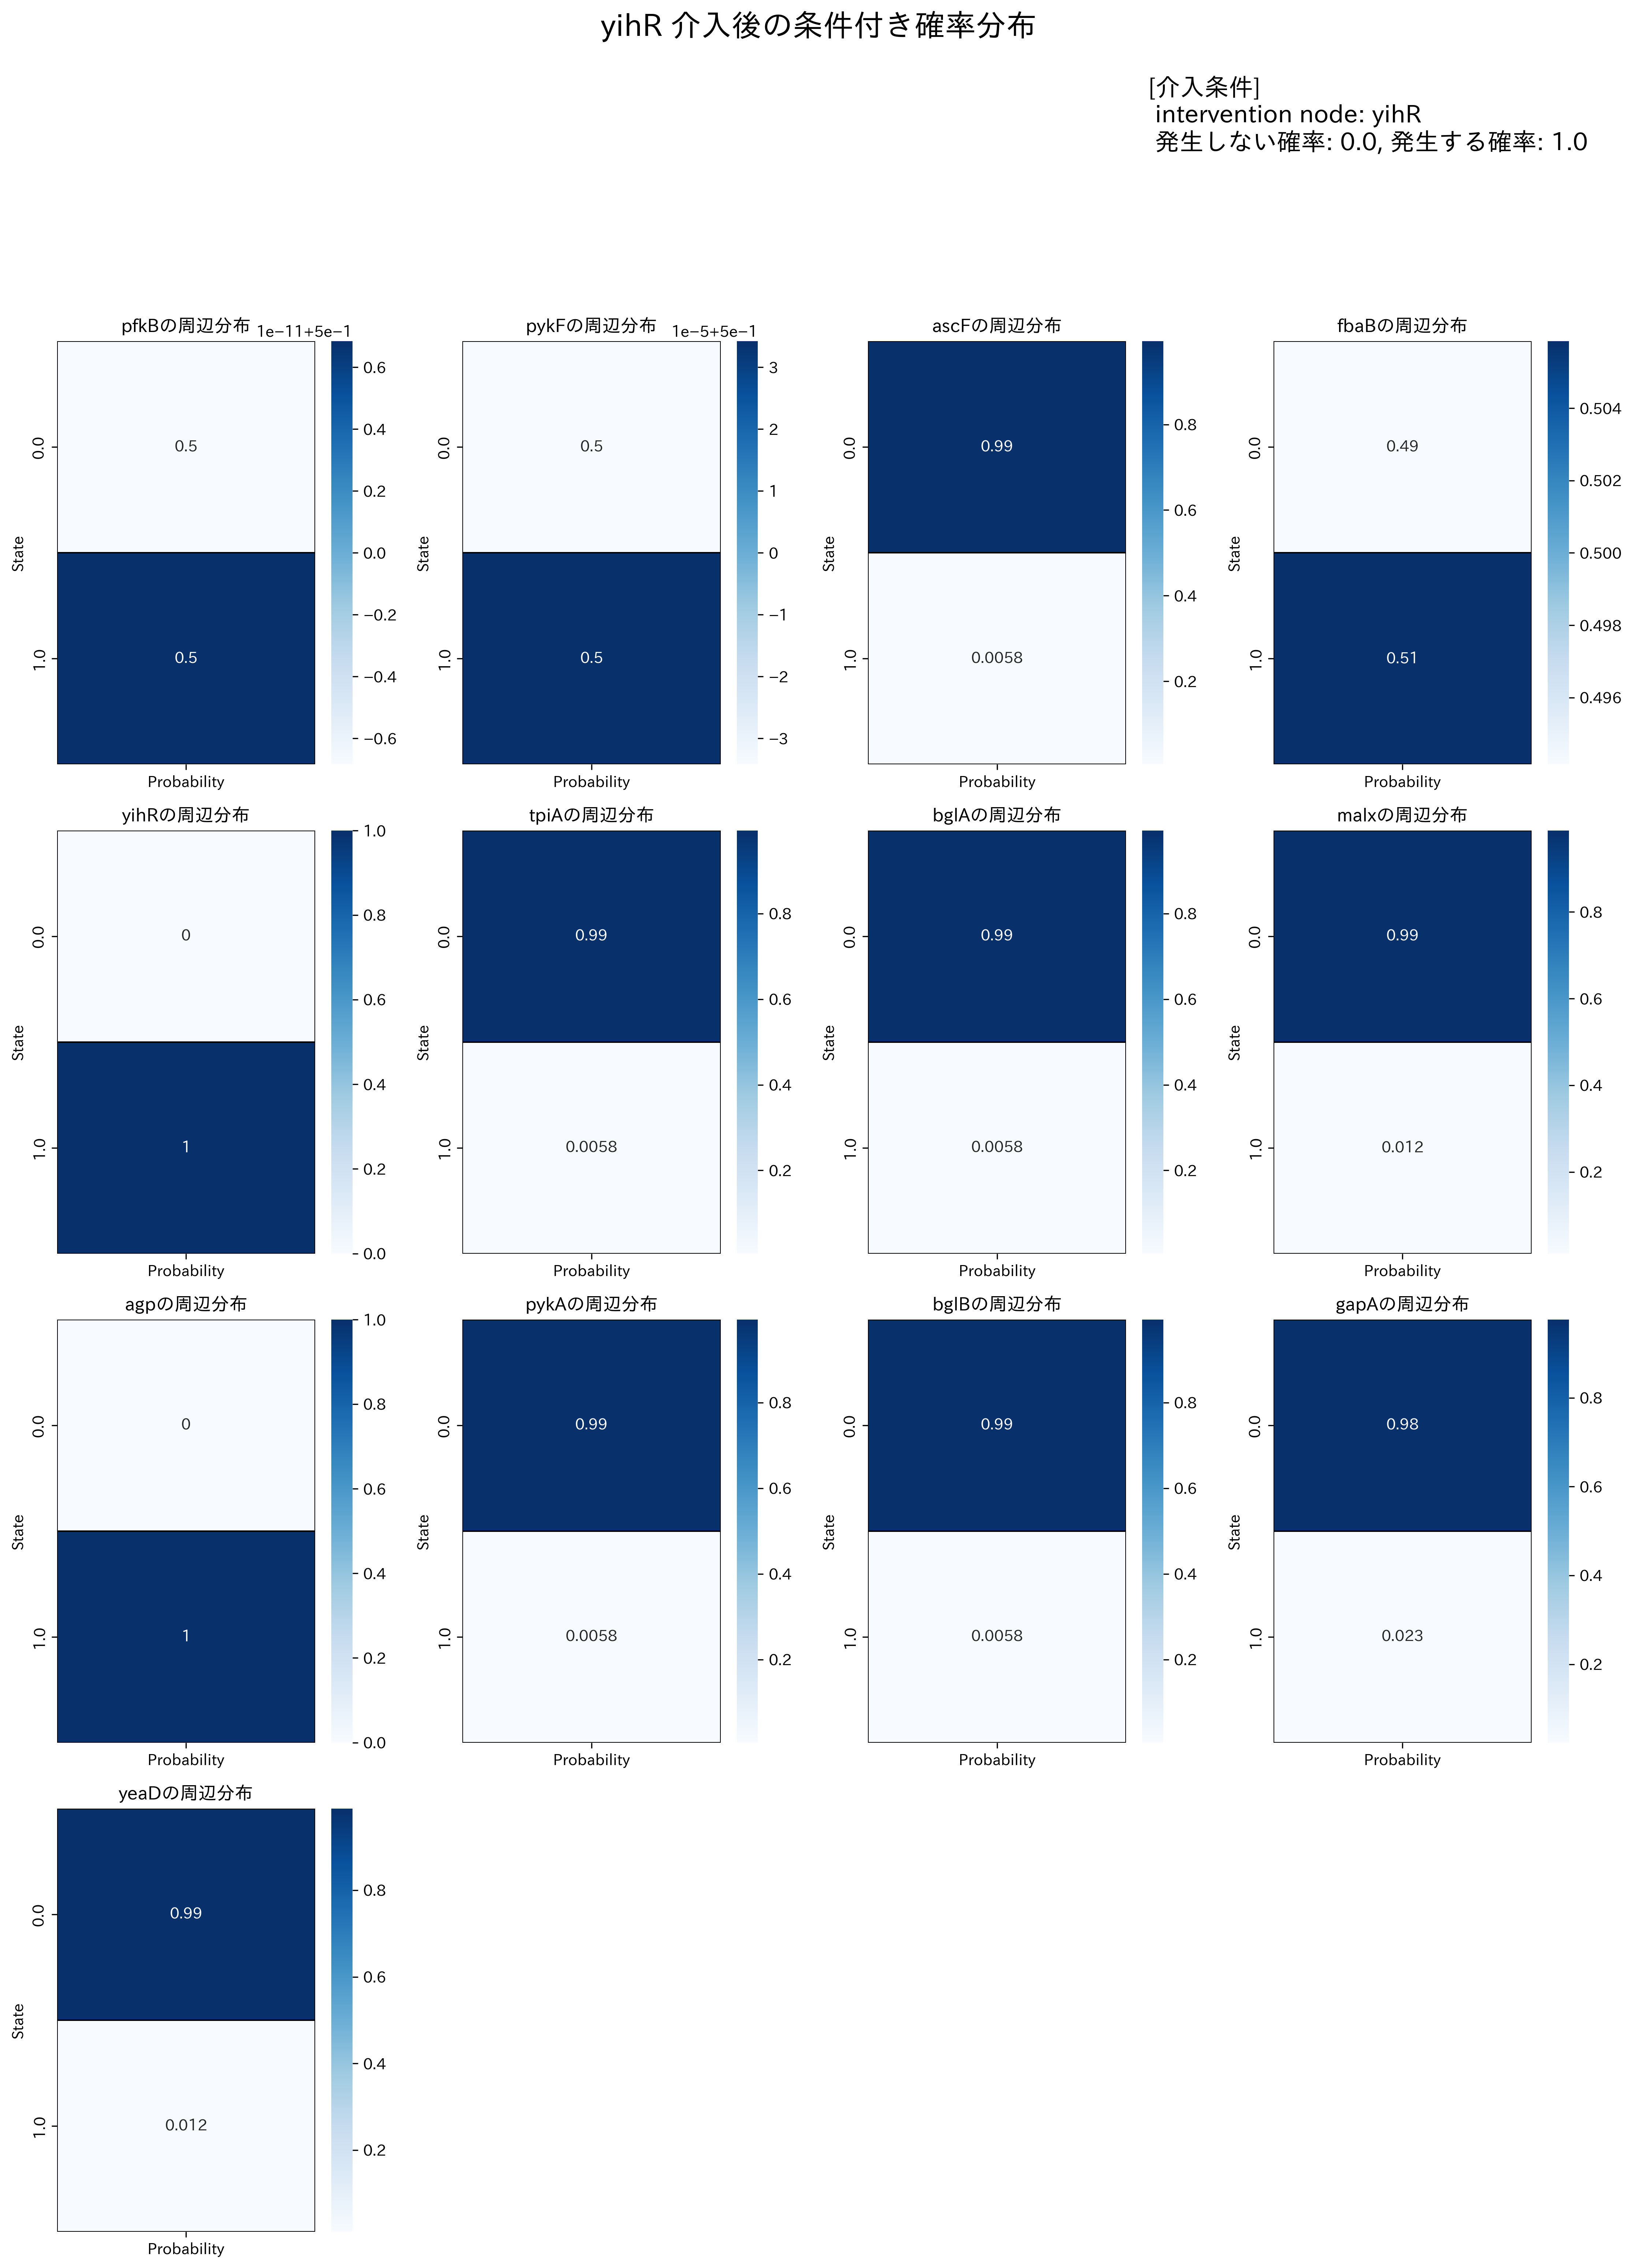 yihR 介入後の条件付き確率分布
[介入条件]
intervention node: yihR
発生しない確率: 0.0, 発生する確率: 1.0
pfkBの周辺分布
1e−11+5e−1
0.6
0.4
0.2
0.0
−0.2
−0.4
−0.6
0.0
1.0
State
0.5
0.5
Probability
pykFの周辺分布
1e−5+5e−1
3
2
1
0
−1
−2
−3
0.0
1.0
State
0.5
0.5
Probability
ascFの周辺分布
0.8
0.6
0.4
0.2
0.0
1.0
State
0.99
0.0058
Probability
fbaBの周辺分布
0.504
0.502
0.500
0.498
0.496
0.0
1.0
State
0.49
0.51
Probability
yihRの周辺分布
1.0
0.8
0.6
0.4
0.2
0.0
0.0
1.0
State
0
1
Probability
tpiAの周辺分布
0.8
0.6
0.4
0.2
0.0
1.0
State
0.99
0.0058
Probability
bglAの周辺分布
0.8
0.6
0.4
0.2
0.0
1.0
State
0.99
0.0058
Probability
malxの周辺分布
0.8
0.6
0.4
0.2
0.0
1.0
State
0.99
0.012
Probability
agpの周辺分布
1.0
0.8
0.6
0.4
0.2
0.0
0.0
1.0
State
0
1
Probability
pykAの周辺分布
0.8
0.6
0.4
0.2
0.0
1.0
State
0.99
0.0058
Probability
bglBの周辺分布
0.8
0.6
0.4
0.2
0.0
1.0
State
0.99
0.0058
Probability
gapAの周辺分布
0.8
0.6
0.4
0.2
0.0
1.0
State
0.98
0.023
Probability
yeaDの周辺分布
0.8
0.6
0.4
0.2
0.0
1.0
State
0.99
0.012
Probability